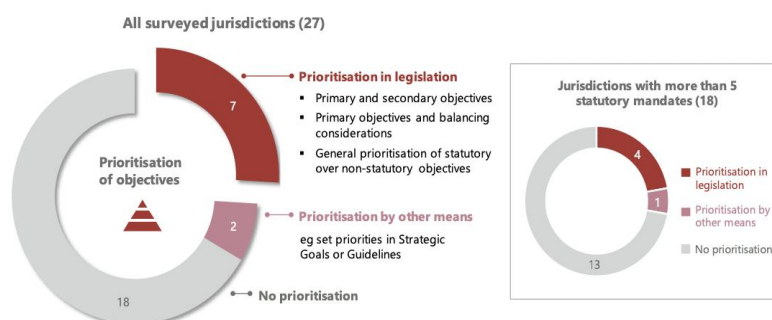 All surveyed jurisdictions (27)
7
Prioritisation in legislation
▪ Primary and secondary objectives
▪ Primary objectives and balancing
considerations
▪ General prioritisation of statutory
over non-statutory objectives
Prioritisation
of objectives
2
Prioritisation by other means
eg set priorities in Strategic
Goals or Guidelines
18
No prioritisation
Jurisdictions with more than 5
statutory mandates (18)
4
1
13
Prioritisation in
legislation
Prioritisation by
other means
No prioritisation